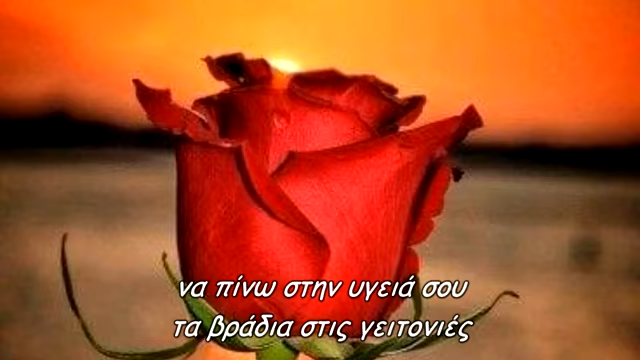 να πίνω στην υγειά σου
τα βράδια στις γειτονιές